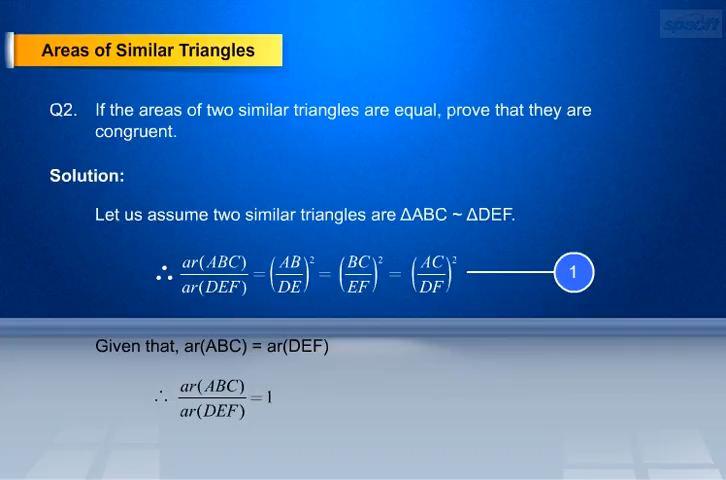 spsoft
Areas of Similar Triangles
Q2. If the areas of two similar triangles are equal, prove that they are
congruent.
Solution:
Let us assume two similar triangles are ΔABC ~ ΔDEF.
∴ ar(ABC)/ar(DEF) = (AB/DE)² = (BC/EF)² = (AC/DF)² 1
Given that, ar(ABC) = ar(DEF)
∴ ar(ABC)/ar(DEF) = 1